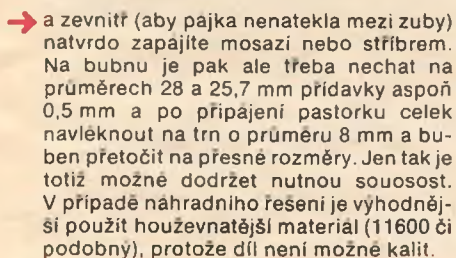 a zevnitř (aby pájka nenatekla mezi zuby)
natvrdo zapájíte mosazí nebo stříbrem.
Na bubnu je pak ale třeba nechat na
průměrech 28 a 25,7 mm přídavky aspoň
0,5 mm a po připájení pastorku celek
navléknout na trn o průměru 8 mm a bu-
ben přetočit na přesné rozměry. Jen tak je
totiž možné dodržet nutnou souosost.
V případě náhradního řešení je výhodněj-
ší použít houževnatější materiál (11600 či
podobný), protože díl není možné kalit.